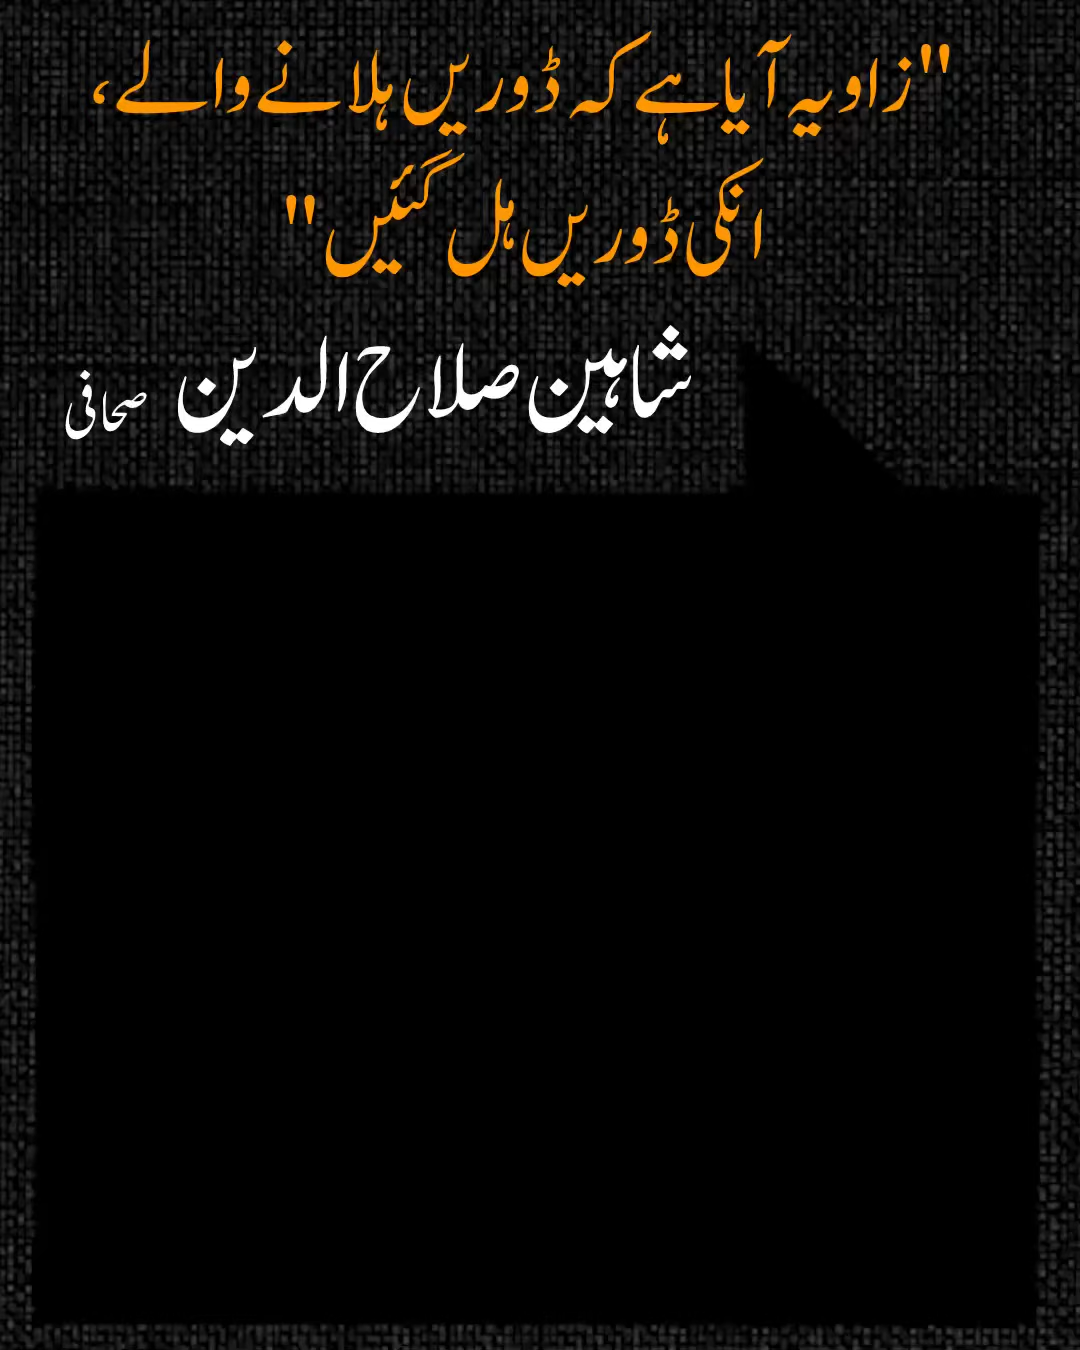 "زاویہ آیا ہے کہ ڈوریں ہلانے والے،
انکی ڈوریں ہل گئیں"
شاہین صلاح الدین صحافی